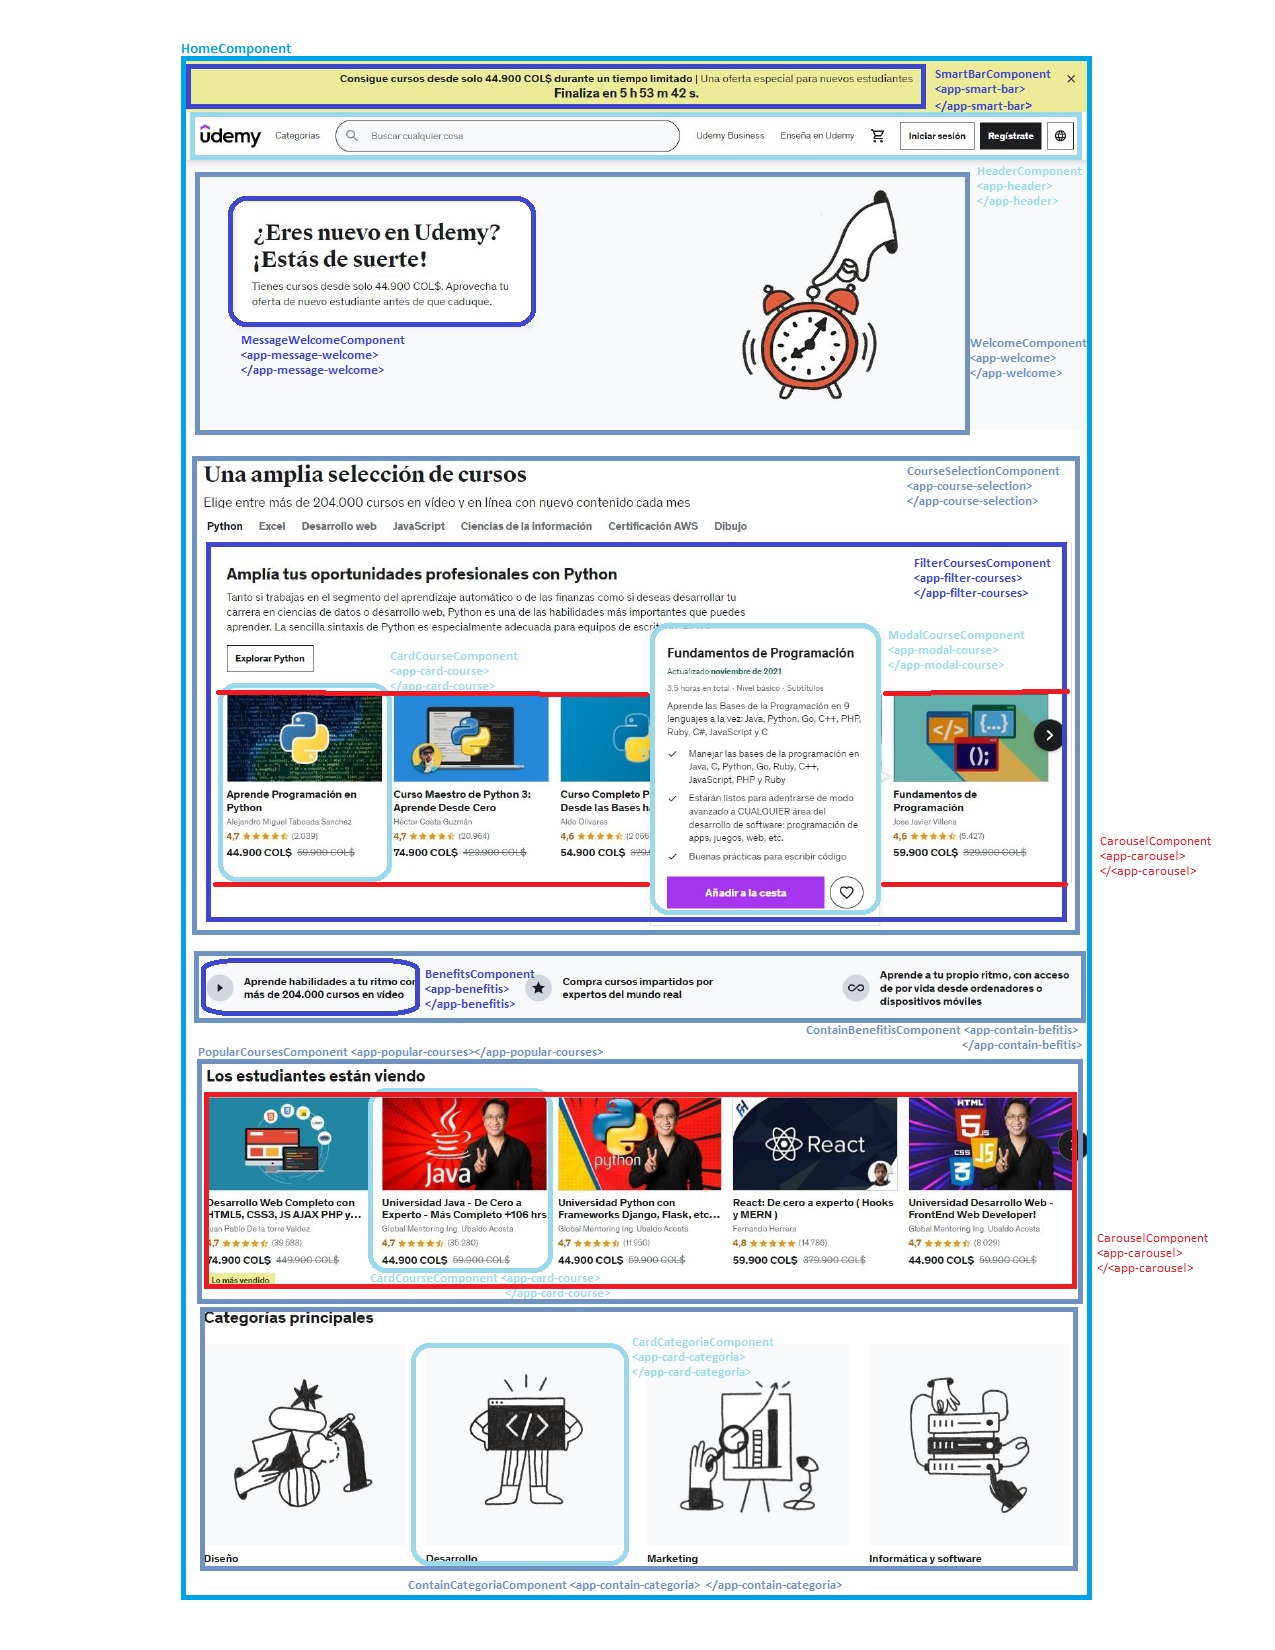 HomeComponent
Consigue cursos desde solo 44.900 COL$ durante un tiempo limitado | Una oferta especial para nuevos estudiantes
Finaliza en 5 h 53 m 42 s.
SmartBarComponent
<app-smart-bar>
</app-smart-bar>
×
udemy Categorías Buscar cualquier cosa Udemy Business Enseña en Udemy Iniciar sesión Regístrate
HeaderComponent
<app-header>
</app-header>
¿Eres nuevo en Udemy?
¡Estás de suerte!
Tienes cursos desde solo 44.900 COL$. Aprovecha tu
oferta de nuevo estudiante antes de que caduque.
MessageWelcomeComponent
<app-message-welcome>
</app-message-welcome>
WelcomeComponent
<app-welcome>
</app-welcome>
Una amplia selección de cursos
Elige entre más de 204.000 cursos en vídeo y en línea con nuevo contenido cada mes
CourseSelectionComponent
<app-course-selection>
</app-course-selection>
Python Excel Desarrollo web JavaScript Ciencias de la información Certificación AWS Dibujo
Amplía tus oportunidades profesionales con Python
Tanto si trabajas en el segmento del aprendizaje automático o de las finanzas como si deseas desarrollar tu
carrera en ciencias de datos o desarrollo web, Python es una de las habilidades más importantes que puedes
aprender. La sencilla sintaxis de Python es especialmente adecuada para equipos de
FilterCoursesComponent
<app-filter-courses>
</app-filter-courses>
Explorar Python
CardCourseComponent
<app-card-course>
</app-card-course>
ModalCourseComponent
<app-modal-course>
</app-modal-course>
Aprende Programación en
Python
Alejandro Miguel Taboada Sanchez
4,7 (2.039)
44.900 COL$ 59.900 COL$
Curso Maestro de Python 3:
Aprende Desde Cero
Héctor Costa Guzmán
4,7 (20.964)
74.900 COL$ 429.900 COL$
Curso Completo P
Desde las Bases h
Aldo Olivares
4,6 (2.066
54.900 COL$ 329.
Fundamentos de Programación
Actualizado noviembre de 2021
3,5 horas en total · Nivel básico · Subtítulos
Aprende las Bases de la Programación en 9
lenguajes a la vez: Java, Python, Go, C++, PHP,
Ruby, C#, JavaScript y C
Manejar las bases de la programación en
Java, C, Python, Go, Ruby, C++,
JavaScript, PHP y Ruby
Estarán listos para adentrarse de modo
avanzado a CUALQUIER área del
desarrollo de software: programación de
apps, juegos, web, etc.
Buenas prácticas para escribir código
Añadir a la cesta
</> {...}
();
Fundamentos de
Programación
Jose Javier Villena
4,6 (5.427)
59.900 COL$ 329.900 COL$
CarouselComponent
<app-carousel>
</<app-carousel>
Aprende habilidades a tu ritmo con
más de 204.000 cursos en vídeo
BenefitsComponent
<app-benefitis>
</app-benefitis>
Compra cursos impartidos por
expertos del mundo real
Aprende a tu propio ritmo, con acceso
de por vida desde ordenadores o
dispositivos móviles
ContainBenefitisComponent <app-contain-befitis>
</app-contain-befitis>
PopularCoursesComponent <app-popular-courses></app-popular-courses>
Los estudiantes están viendo
Java
python
React
HTML
5 JS
CSS JS
3
Desarrollo Web Completo con
HTML5, CSS3, JS AJAX PHP y...
Juan Pablo De la torre Valdez
4,7 (39.583)
74.900 COL$ 449.900 COL$
Lo más vendido
Universidad Java - De Cero a
Experto - Más Completo +106 hrs
Global Mentoring Ing. Ubaldo Acosta
4,7 (35.230)
44.900 COL$ 59.900 COL$
Universidad Python con
Frameworks Django, Flask, etc...
Global Mentoring Ing. Ubaldo Acosta
4,7 (11.950)
44.900 COL$ 59.900 COL$
React: De cero a experto ( Hooks
y MERN )
Fernando Herrera
4,8 (14.786)
59.900 COL$ 379.900 COL$
Universidad Desarrollo Web -
FrontEnd Web Developer!
Global Mentoring Ing. Ubaldo Acosta
4,7 (8.029)
44.900 COL$ 59.900 COL$
CarouselComponent
<app-carousel>
</<app-carousel>
CardCourseComponent <app-card-course>
</app-card-course>
Categorías principales
CardCategoriaComponent
<app-card-categoria>
</app-card-categoria>
</>
Diseño Desarrollo Marketing Informática y software
ContainCategoriaComponent <app-contain-categoria> </app-contain-categoria>